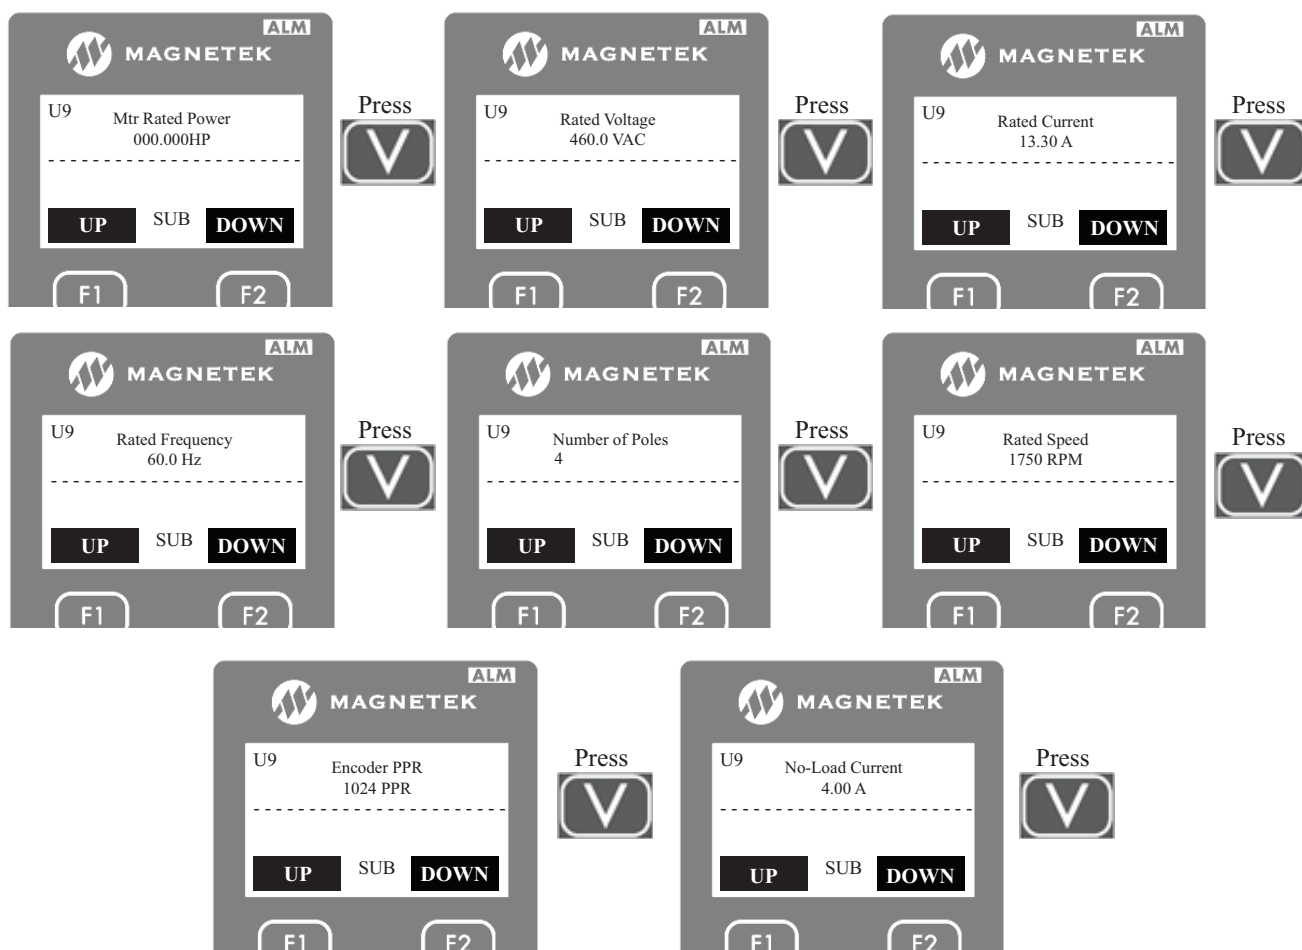 ALM
MAGNETEK
U9
Mtr Rated Power
000.000HP
UP SUB DOWN
F1 F2
Press
V
ALM
MAGNETEK
U9
Rated Voltage
460.0 VAC
UP SUB DOWN
F1 F2
Press
V
ALM
MAGNETEK
U9
Rated Current
13.30 A
UP SUB DOWN
F1 F2
Press
V
ALM
MAGNETEK
U9
Rated Frequency
60.0 Hz
UP SUB DOWN
F1 F2
Press
V
ALM
MAGNETEK
U9
Number of Poles
4
UP SUB DOWN
F1 F2
Press
V
ALM
MAGNETEK
U9
Rated Speed
1750 RPM
UP SUB DOWN
F1 F2
Press
V
ALM
MAGNETEK
U9
Encoder PPR
1024 PPR
UP SUB DOWN
F1 F2
Press
V
ALM
MAGNETEK
U9
No-Load Current
4.00 A
UP SUB DOWN
F1 F2
Press
V